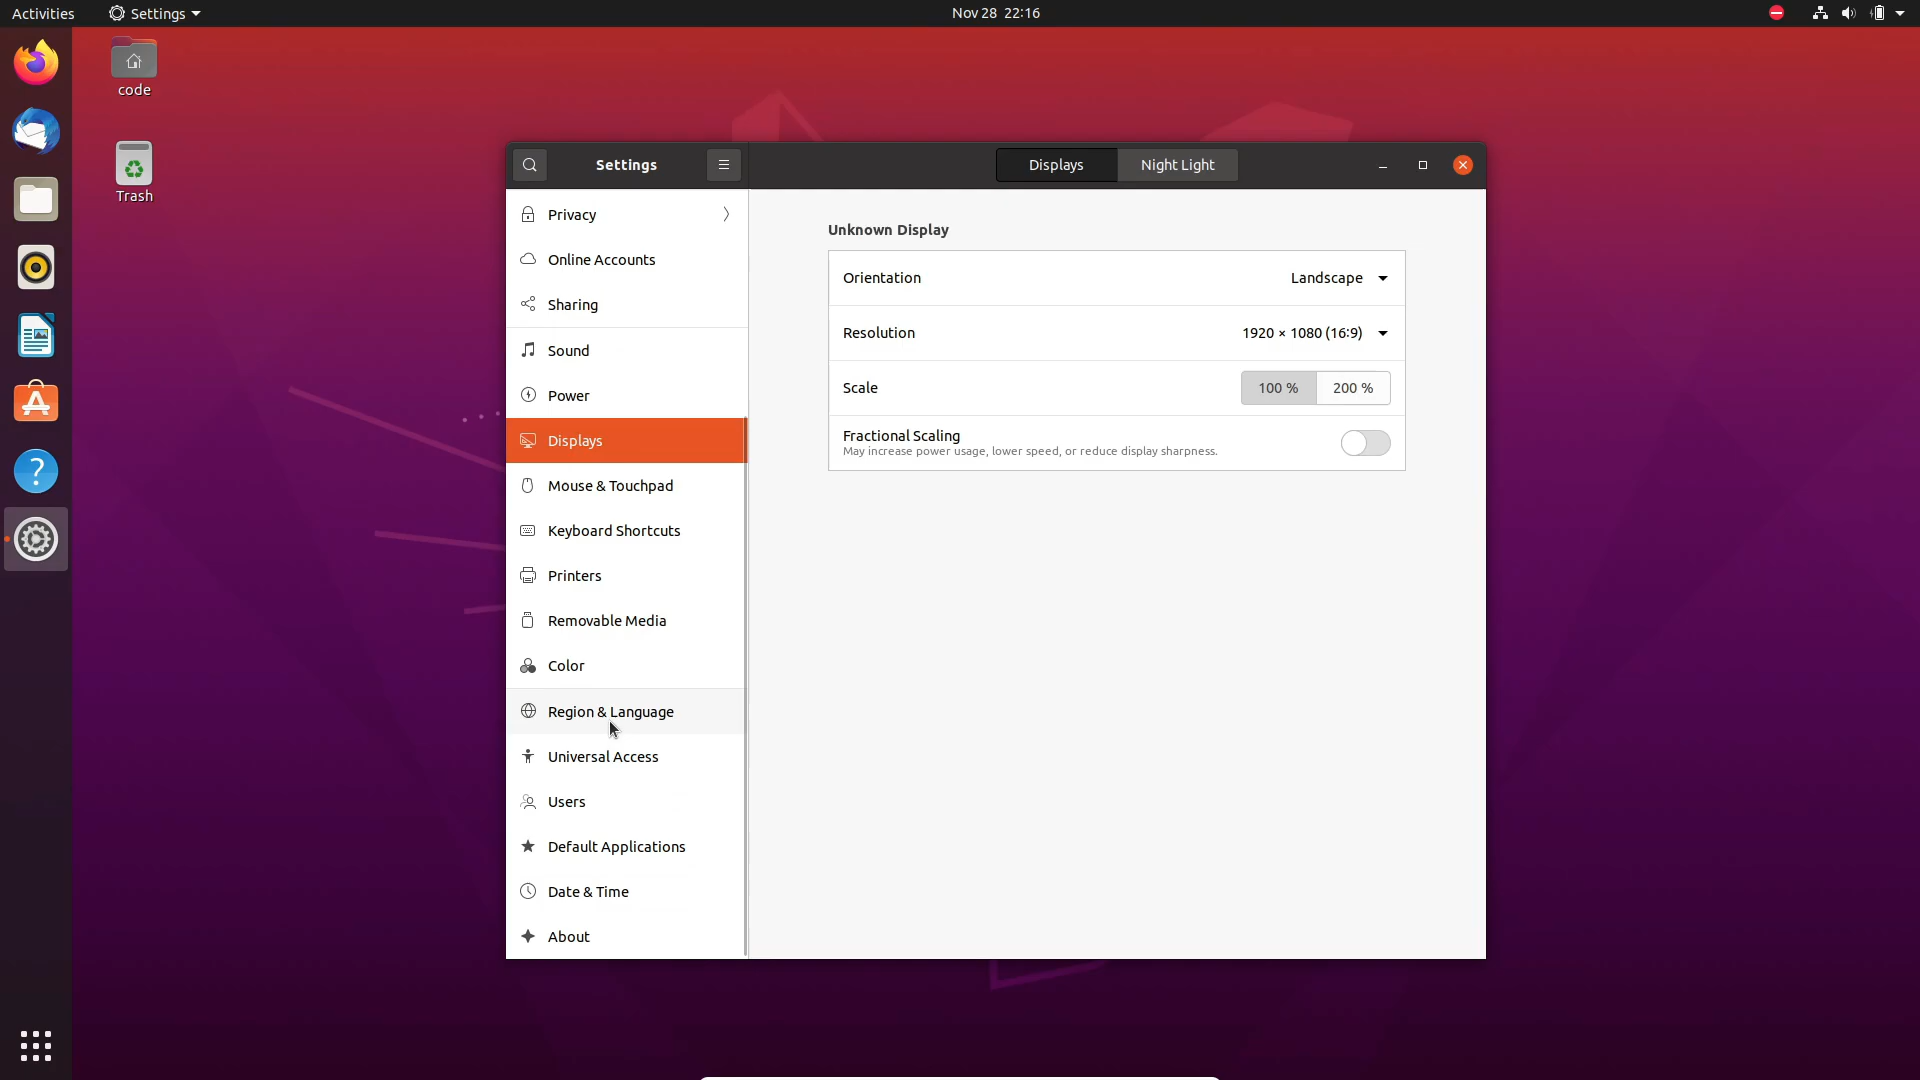 Activities
Settings
Nov 28 22:16
code
Trash
Settings
Displays
Night Light
Privacy
Online Accounts
Sharing
Sound
Power
Displays
Mouse & Touchpad
Keyboard Shortcuts
Printers
Removable Media
Color
Region & Language
Universal Access
Users
Default Applications
Date & Time
About
Unknown Display
Orientation
Landscape
Resolution
1920 × 1080 (16:9)
Scale
100 %
200 %
Fractional Scaling
May increase power usage, lower speed, or reduce display sharpness.